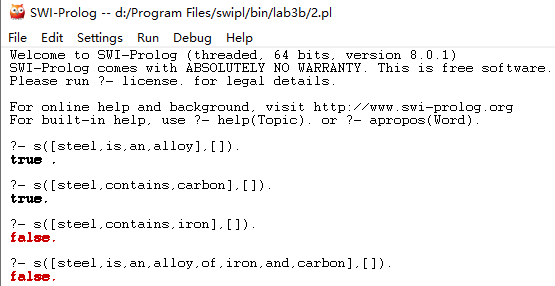 SWI-Prolog -- d:/Program Files/swipl/bin/lab3b/2.pl
File Edit Settings Run Debug Help
Welcome to SWI-Prolog (threaded, 64 bits, version 8.0.1)
SWI-Prolog comes with ABSOLUTELY NO WARRANTY. This is free software.
Please run ?- license. for legal details.
For online help and background, visit http://www.swi-prolog.org
For built-in help, use ?- help(Topic). or ?- apropos(Word).
?- s([steel,is,an,alloy],[]).
true .
?- s([steel,contains,carbon],[]).
true.
?- s([steel,contains,iron],[]).
false.
?- s([steel,is,an,alloy,of,iron,and,carbon],[]).
false.